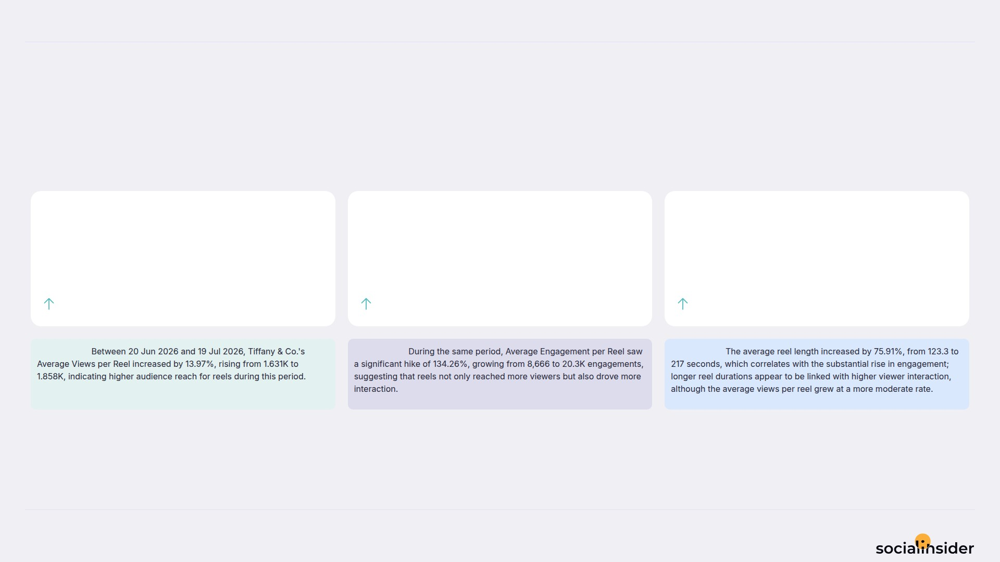 Between 20 Jun 2026 and 19 Jul 2026, Tiffany & Co.'s
Average Views per Reel increased by 13.97%, rising from 1.631K to
1.858K, indicating higher audience reach for reels during this period.
During the same period, Average Engagement per Reel saw
a significant hike of 134.26%, growing from 8,666 to 20.3K engagements,
suggesting that reels not only reached more viewers but also drove more
interaction.
The average reel length increased by 75.91%, from 123.3 to
217 seconds, which correlates with the substantial rise in engagement;
longer reel durations appear to be linked with higher viewer interaction,
although the average views per reel grew at a more moderate rate.
socialinsider